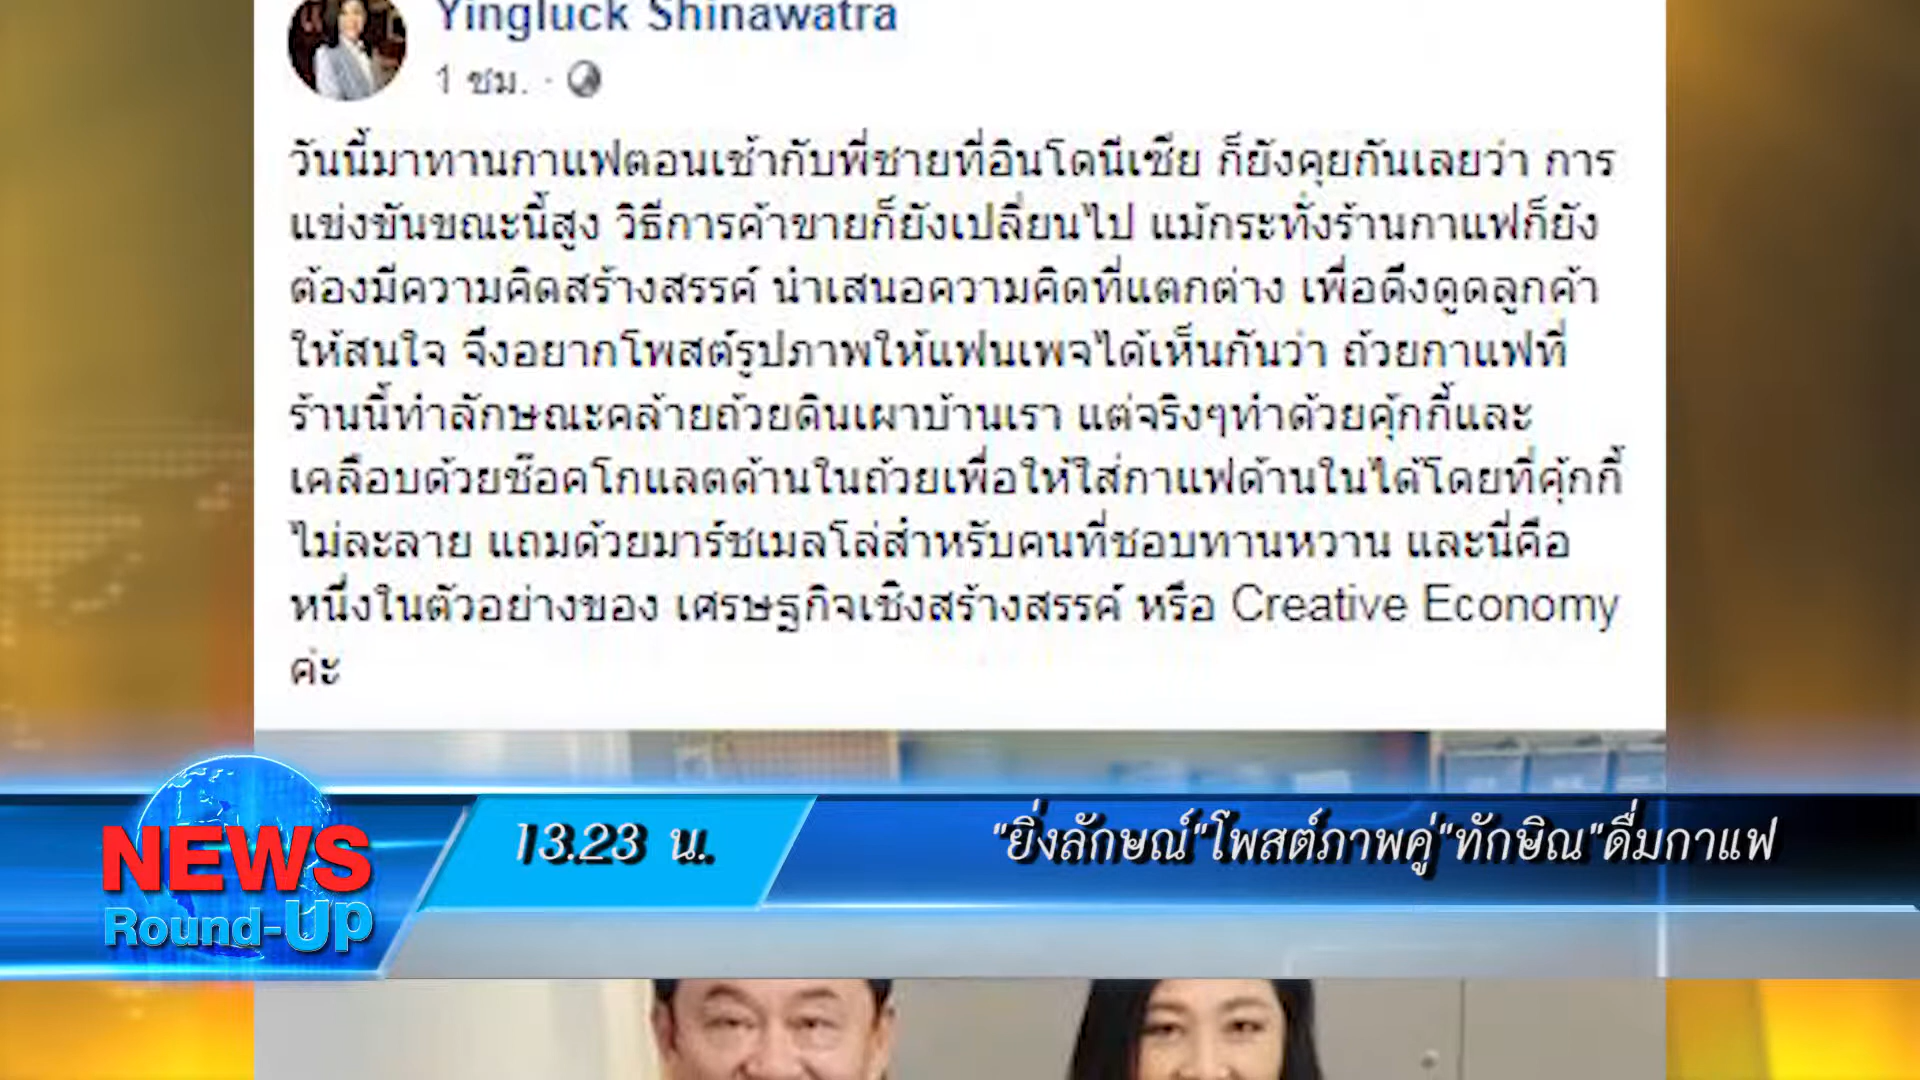 Yingluck Shinawatra
1 ชม. ·
วันนี้มาทานกาแฟตอนเช้ากับพี่ชายที่อินโดนีเซีย ก็ยังคุยกันเลยว่า การ
แข่งขันขณะนี้สูง วิธีการค้าขายก็ยังเปลี่ยนไป แม้กระทั่งร้านกาแฟก็ยัง
ต้องมีความคิดสร้างสรรค์ นำเสนอความคิดที่แตกต่าง เพื่อดึงดูดลูกค้า
ให้สนใจ จึงอยากโพสต์รูปภาพให้แฟนเพจได้เห็นกันว่า ถ้วยกาแฟที่
ร้านนี้ทำลักษณะคล้ายถ้วยดินเผาบ้านเรา แต่จริงๆทำด้วยคุ้กกี้และ
เคลือบด้วยช๊อคโกแลตด้านในถ้วยเพื่อให้ใส่กาแฟด้านในได้โดยที่คุ้กกี้
ไม่ละลาย แถมด้วยมาร์ชเมลโล่สำหรับคนที่ชอบทานหวาน และนี่คือ
หนึ่งในตัวอย่างของ เศรษฐกิจเชิงสร้างสรรค์ หรือ Creative Economy
ค่ะ
NEWS
Round-Up
13.23 น.
"ยิ่งลักษณ์"โพสต์ภาพคู่"ทักษิณ"ดื่มกาแฟ